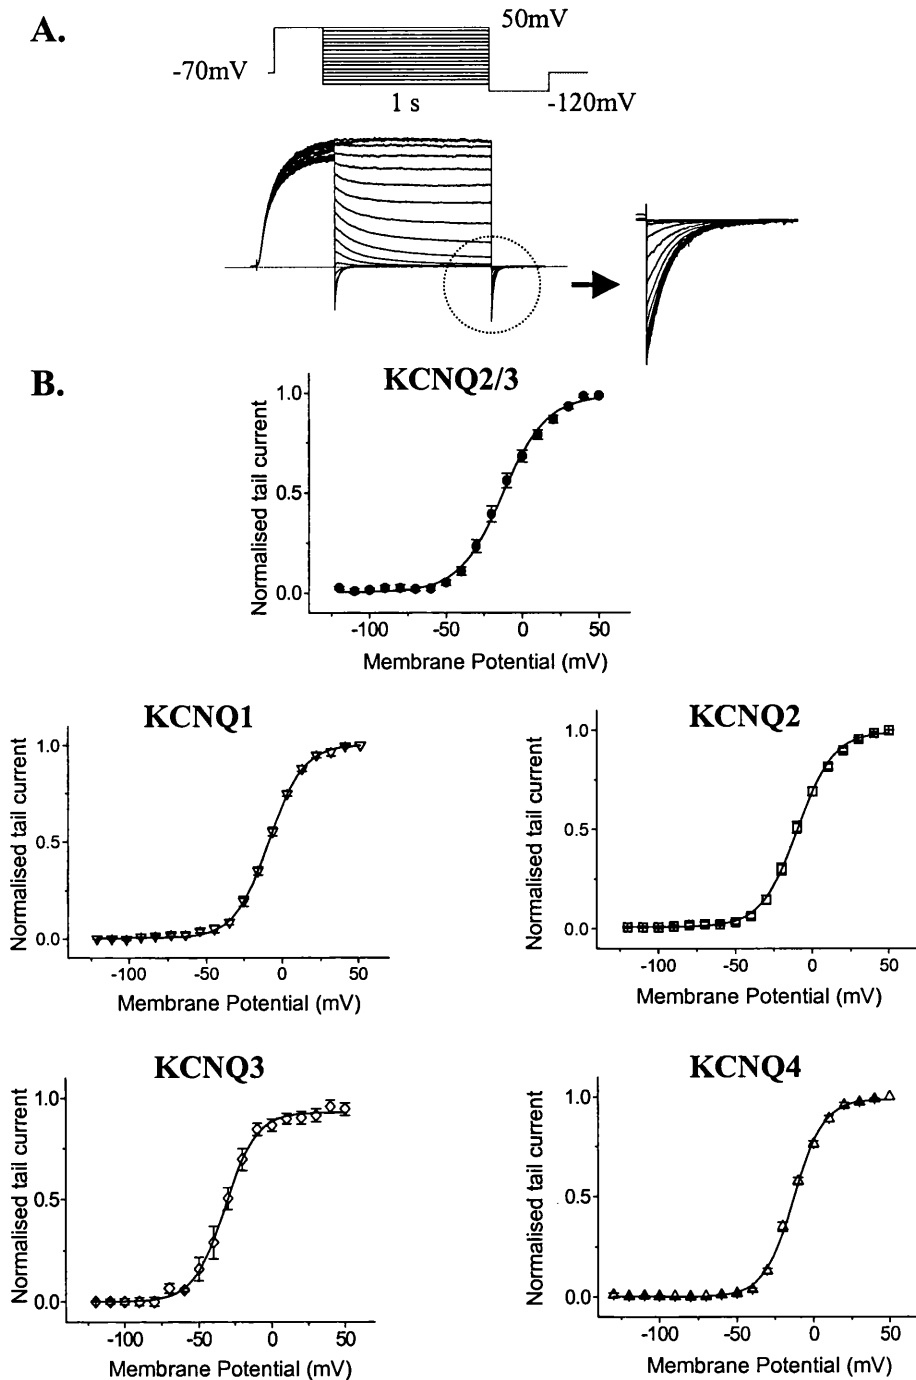 A.
50mV
-70mV
1 s
-120mV
B.
KCNQ2/3
Normalised tail current
1.0
0.5
0.0
-100 -50 0 50
Membrane Potential (mV)
KCNQ1
Normalised tail current
1.0
0.5
0.0
-100 -50 0 50
Membrane Potential (mV)
KCNQ2
Normalised tail current
1.0
0.5
0.0
-100 -50 0 50
Membrane Potential (mV)
KCNQ3
Normalised tail current
1.0
0.5
0.0
-100 -50 0 50
Membrane Potential (mV)
KCNQ4
Normalised tail current
1.0
0.5
0.0
-100 -50 0 50
Membrane Potential (mV)